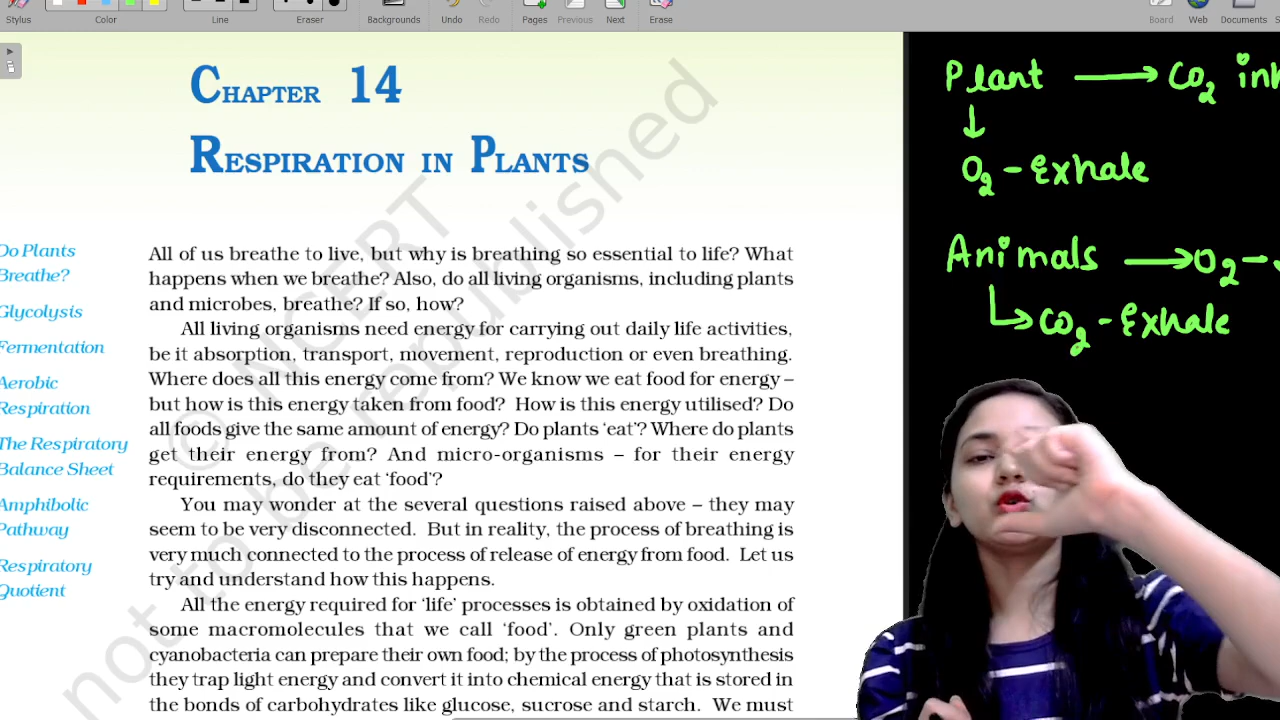 Stylus
Color
Line
Eraser
Backgrounds
Undo
Redo
Pages
Previous
Next
Erase
Board
Web
Documents
CHAPTER 14
RESPIRATION IN PLANTS
Do Plants
Breathe?
Glycolysis
Fermentation
Aerobic
Respiration
The Respiratory
Balance Sheet
Amphibolic
Pathway
Respiratory
Quotient
All of us breathe to live, but why is breathing so essential to life? What
happens when we breathe? Also, do all living organisms, including plants
and microbes, breathe? If so, how?
All living organisms need energy for carrying out daily life activities,
be it absorption, transport, movement, reproduction or even breathing.
Where does all this energy come from? We know we eat food for energy –
but how is this energy taken from food? How is this energy utilised? Do
all foods give the same amount of energy? Do plants ‘eat’? Where do plants
get their energy from? And micro-organisms – for their energy
requirements, do they eat ‘food’?
You may wonder at the several questions raised above – they may
seem to be very disconnected. But in reality, the process of breathing is
very much connected to the process of release of energy from food. Let us
try and understand how this happens.
All the energy required for ‘life’ processes is obtained by oxidation of
some macromolecules that we call ‘food’. Only green plants and
cyanobacteria can prepare their own food; by the process of photosynthesis
they trap light energy and convert it into chemical energy that is stored in
the bonds of carbohydrates like glucose, sucrose and starch. We must
© NCERT
not to be republished
Plant → CO2
↓
O2 - Exhale
Animals → O2 -
↳ CO2 - Exhale